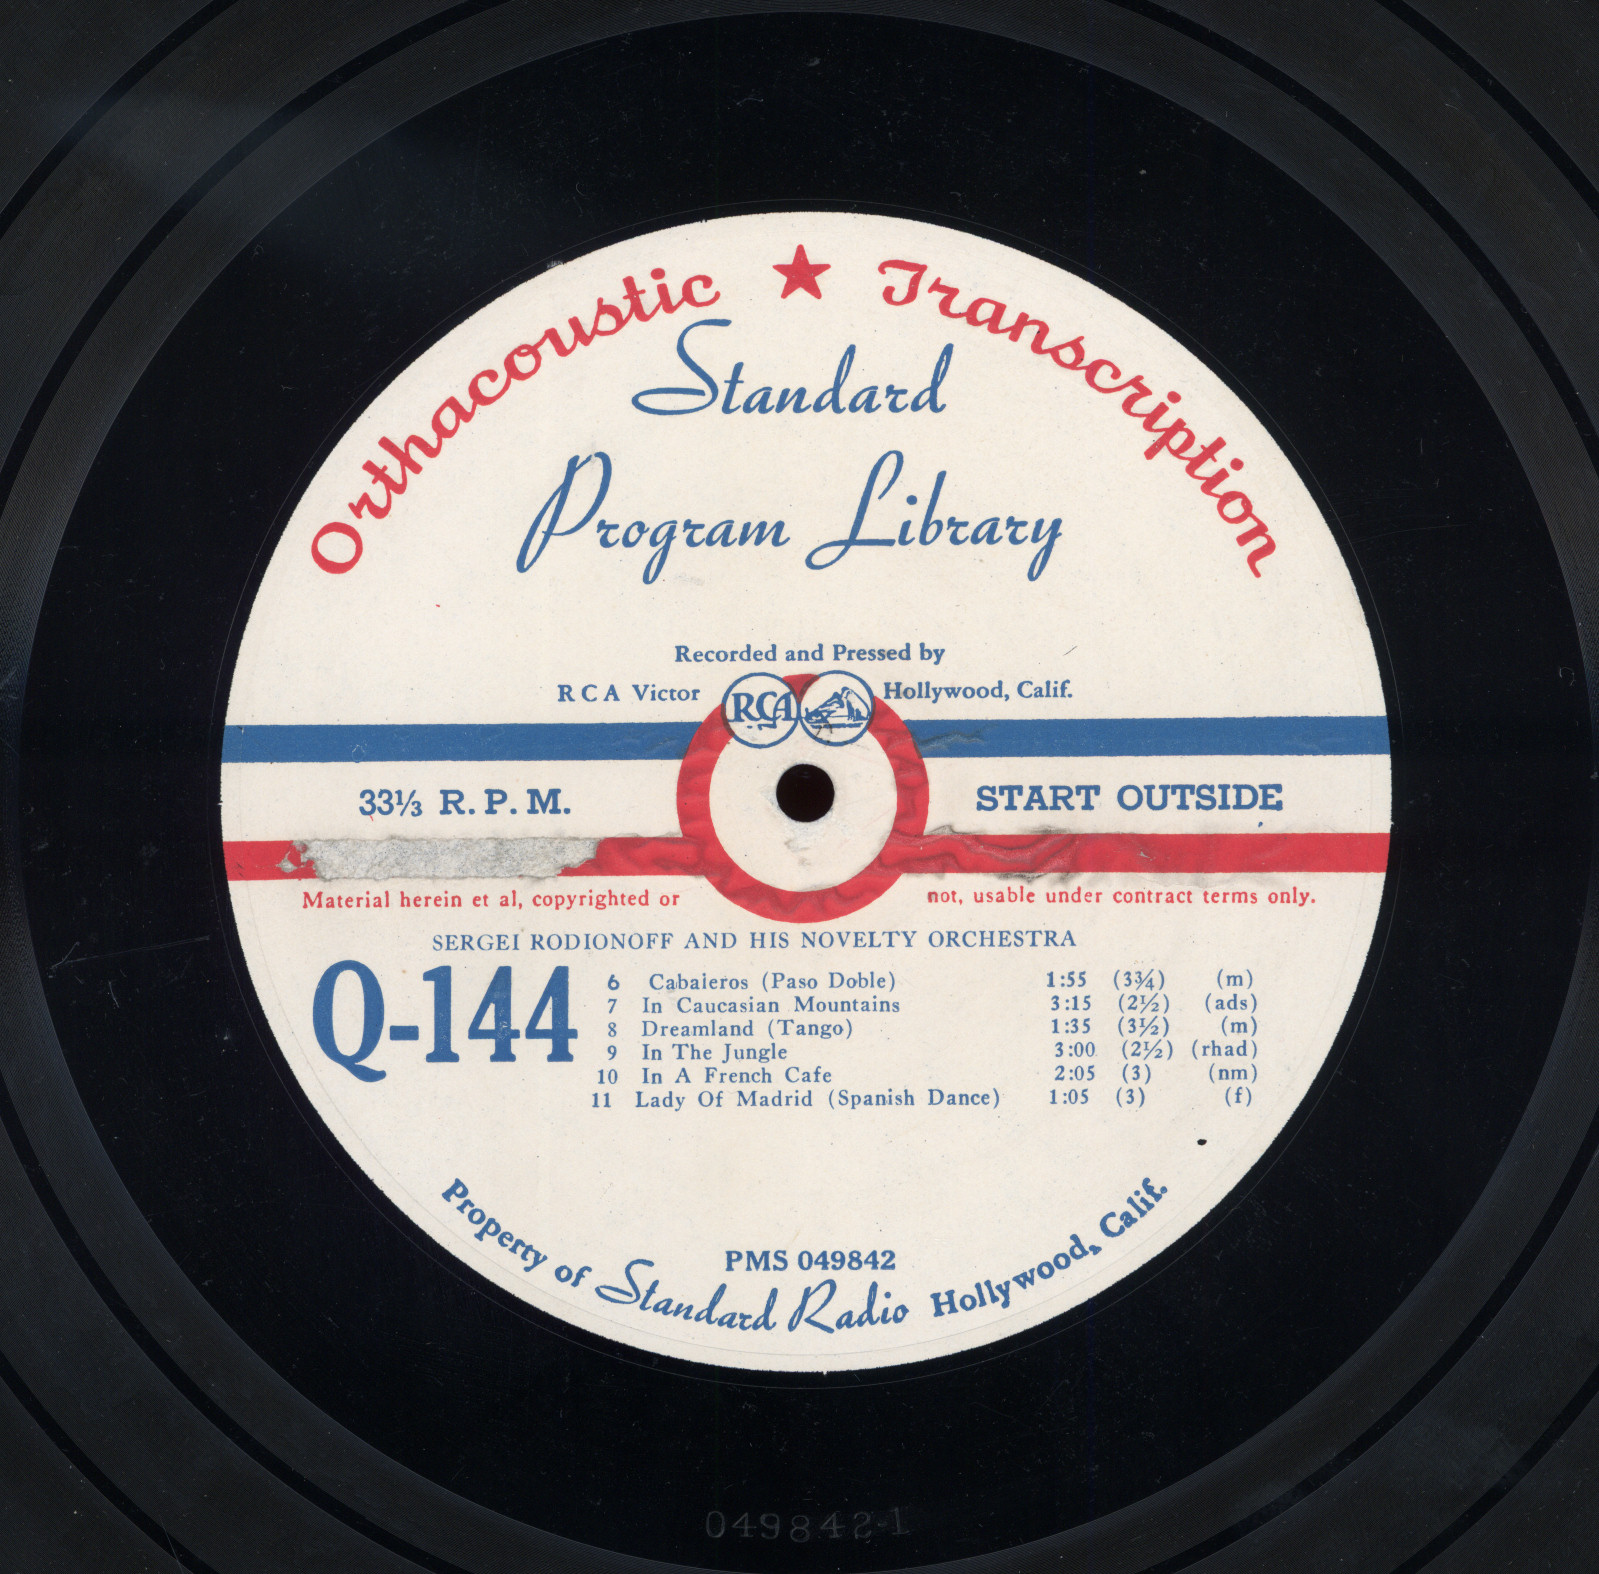 Orthacoustic ★ Transcription
Standard
Program Library
Recorded and Pressed by
RCA Victor RCA Hollywood, Calif.
33⅓ R.P.M. START OUTSIDE
Material herein et al, copyrighted or not, usable under contract terms only.
SERGEI RODIONOFF AND HIS NOVELTY ORCHESTRA
Q-144
6 Cabaleros (Paso Doble) 1:55 (3¾) (m)
7 In Caucasian Mountains 3:15 (2½) (ads)
8 Dreamland (Tango) 1:35 (3½) (m)
9 In The Jungle 3:00 (2½) (rhad)
10 In A French Cafe 2:05 (3) (nm)
11 Lady Of Madrid (Spanish Dance) 1:05 (3) (f)
PMS 049842
Property of Standard Radio Hollywood, Calif.
049842-1